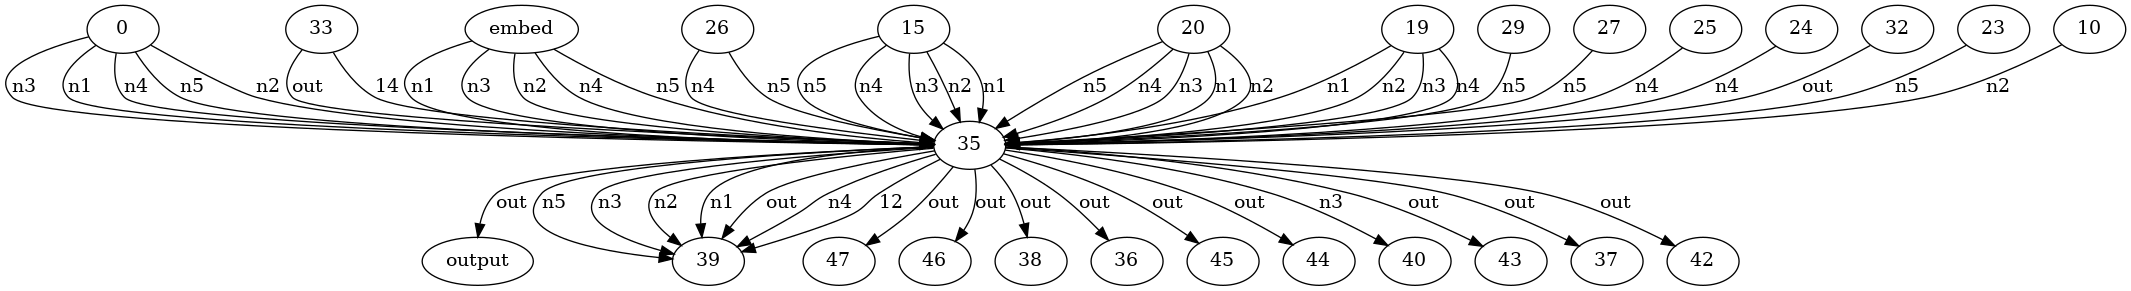 0 33 embed 26 15 20 19 29 27 25 24 32 23 10
n3 n1 n4 n5 n2 out 14 n1 n3 n2 n4 n5 n4 n5 n5 n4 n3 n2 n1 n5 n4 n3 n1 n2 n1 n2 n3 n4 n5 n5 n4 n4 out n5 n2
35
out n5 n3 n2 n1 out n4 12 out out out out out out n3 out out out
output 39 47 46 38 36 45 44 40 43 37 42